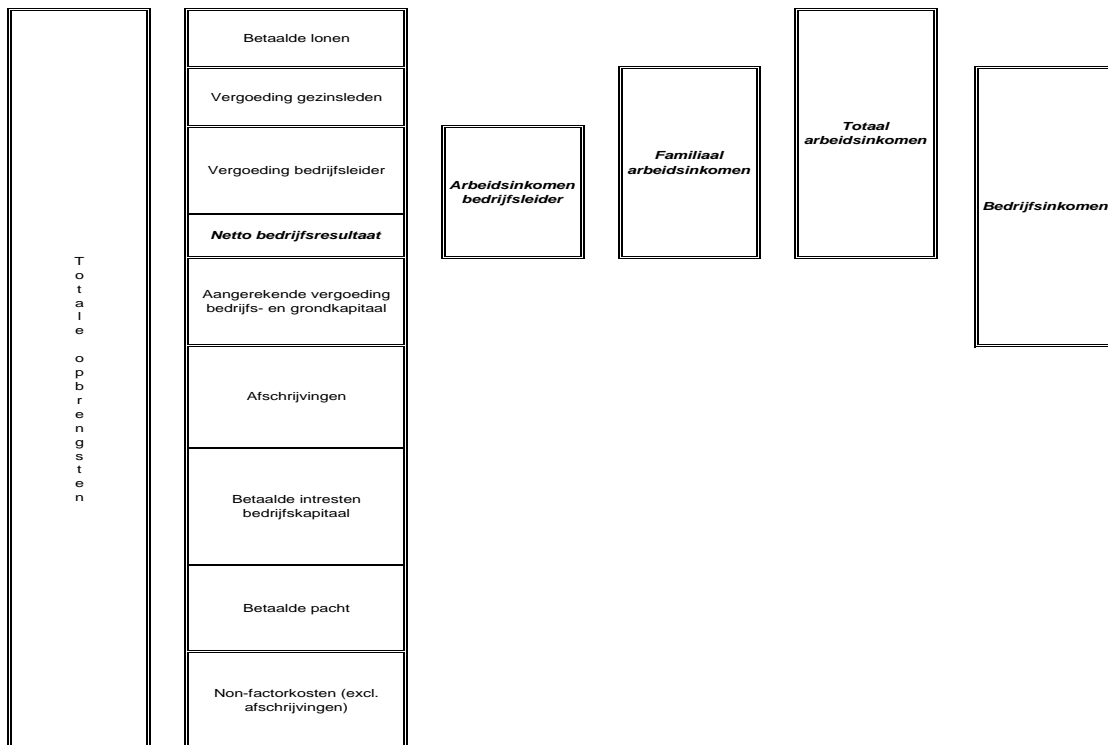 Totale opbrengsten
Betaalde lonen
Vergoeding gezinsleden
Vergoeding bedrijfsleider
Netto bedrijfsresultaat
Aangerekende vergoeding
bedrijfs- en grondkapitaal
Afschrijvingen
Betaalde intresten
bedrijfskapitaal
Betaalde pacht
Non-factorkosten (excl.
afschrijvingen)
Arbeidsinkomen
bedrijfsleider
Familiaal
arbeidsinkomen
Totaal
arbeidsinkomen
Bedrijfsinkomen